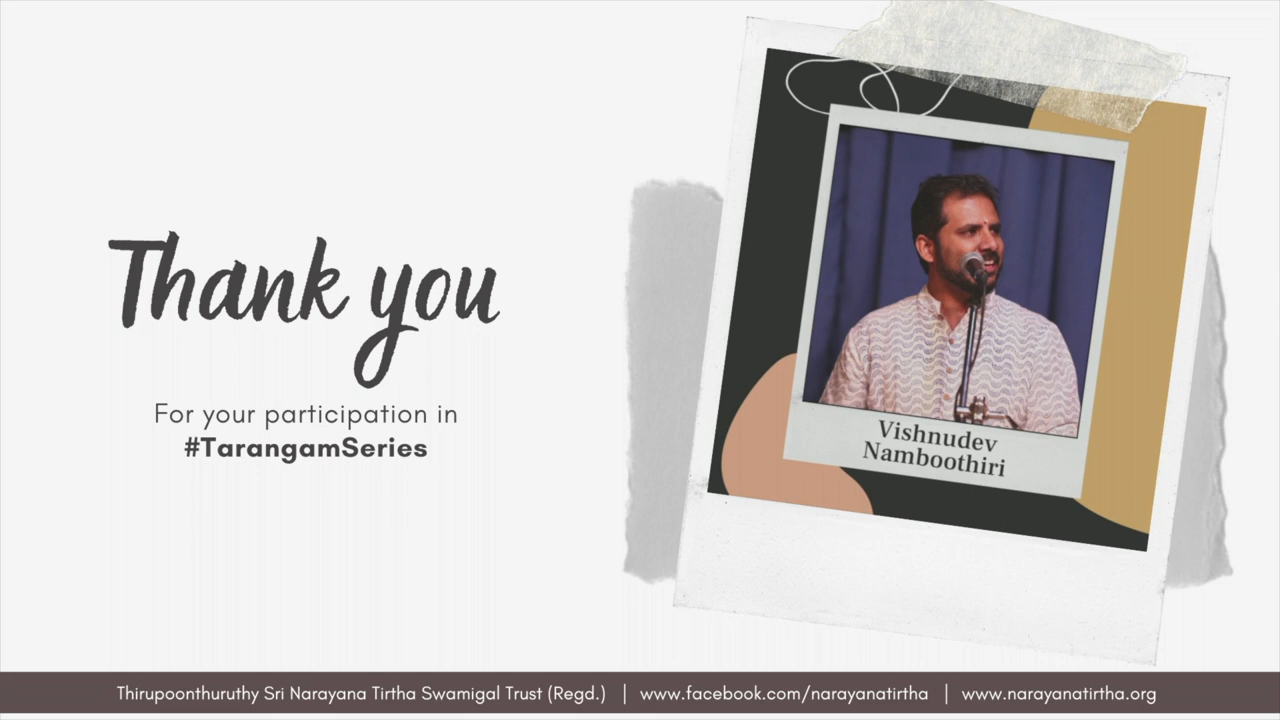 Thank you
For your participation in
#TarangamSeries
Vishnudev
Namboothiri
Thirupoonthuruthy Sri Narayana Tirtha Swamigal Trust (Regd.) | www.facebook.com/narayanatirtha | www.narayanatirtha.org